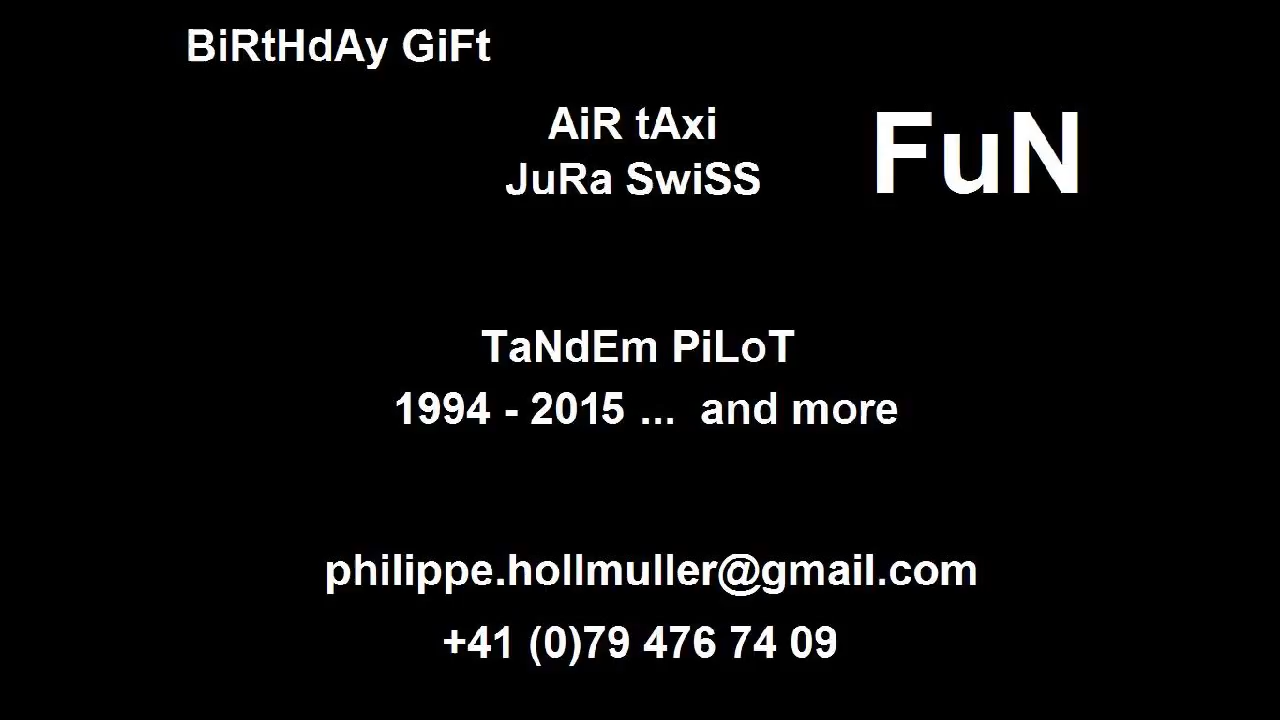 BiRtHdAy GiFt
AiR tAxi
JuRa SwiSS
FuN
TaNdEm PiLoT
1994 - 2015 ... and more
philippe.hollmuller@gmail.com
+41 (0)79 476 74 09